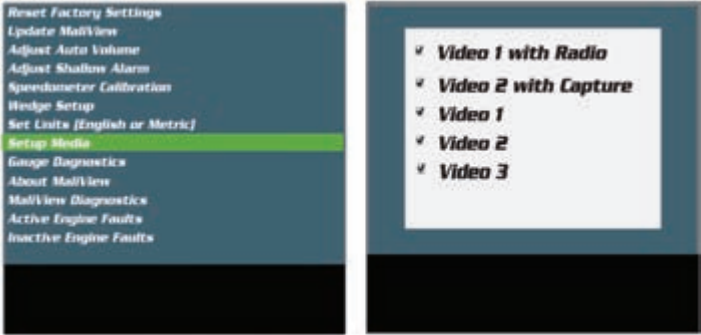 Reset Factory Settings
Update MaliView
Adjust Auto Volume
Adjust Shallow Alarm
Speedometer Calibration
Wedge Setup
Set Units [English or Metric]
Setup Media
Gauge Dagnostics
About MaliView
MaliView Diagnostics
Active Engine Faults
Inactive Engine Faults
Video 1 with Radio
Video 2 with Capture
Video 1
Video 2
Video 3